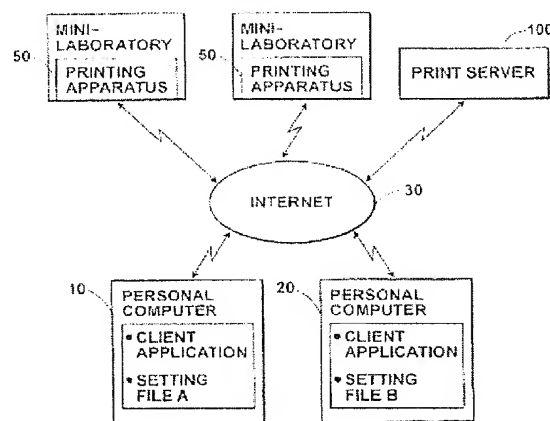 MINI-
LABORATORY
50
PRINTING
APPARATUS
MINI-
LABORATORY
50
PRINTING
APPARATUS
100
PRINT SERVER
INTERNET
30
10
PERSONAL
COMPUTER
• CLIENT
APPLICATION
• SETTING
FILE A
20
PERSONAL
COMPUTER
• CLIENT
APPLICATION
• SETTING
FILE B